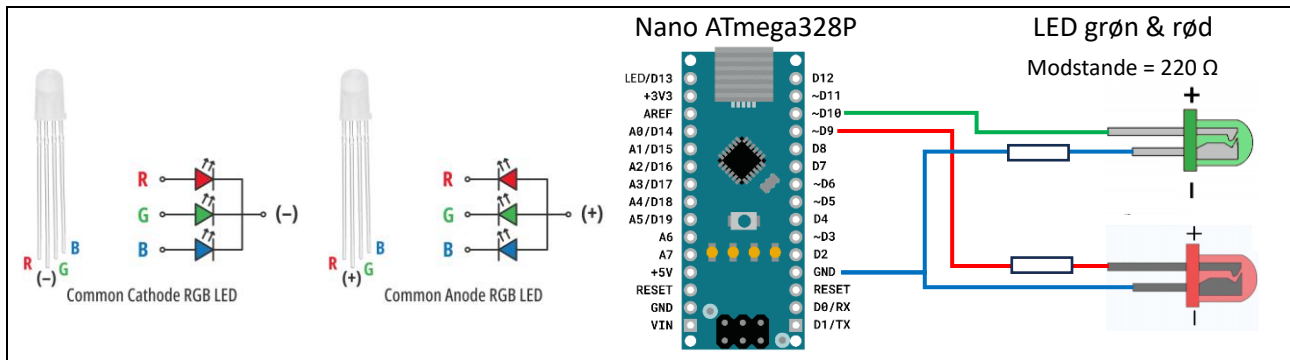 Nano ATmega328P
LED grøn & rød
Modstande = 220 Ω
R
G
B
(−)
R
(−)
G
B
Common Cathode RGB LED
R
G
B
(+)
R
(+)
G
B
Common Anode RGB LED
LED/D13
+3V3
AREF
A0/D14
A1/D15
A2/D16
A3/D17
A4/D18
A5/D19
A6
A7
+5V
RESET
GND
VIN
D12
~D11
~D10
~D9
D8
D7
~D6
~D5
D4
~D3
D2
GND
RESET
D0/RX
D1/TX
+
−
+
−